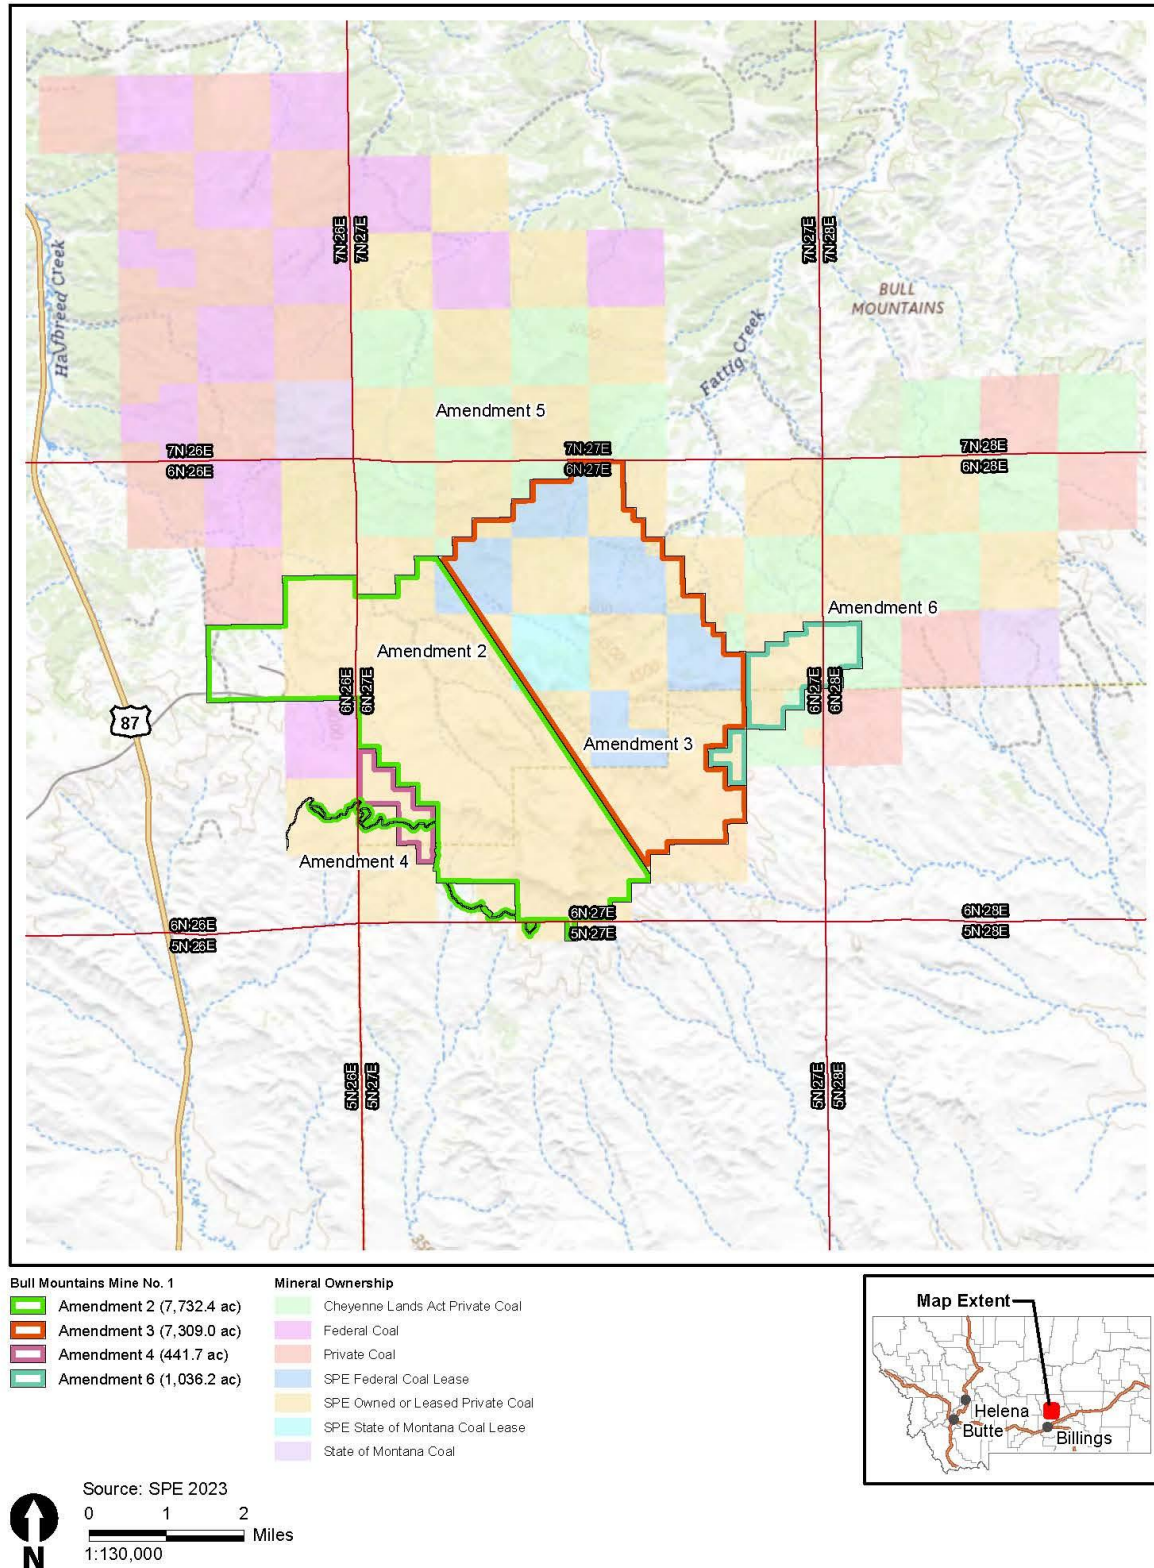 Halfbreed Creek
7N 26E
7N 27E
7N 27E
7N 28E
BULL
MOUNTAINS
Fattig Creek
4000
Amendment 5
7N 26E
6N 26E
7N 27E
6N 27E
7N 28E
6N 28E
Amendment 6
Amendment 2
6N 26E
6N 27E
6N 27E
6N 28E
87
Amendment 3
Amendment 4
6N 26E
5N 26E
6N 27E
5N 27E
6N 28E
5N 28E
5N 26E
5N 27E
5N 27E
5N 28E
Bull Mountains Mine No. 1
Amendment 2 (7,732.4 ac)
Amendment 3 (7,309.0 ac)
Amendment 4 (441.7 ac)
Amendment 6 (1,036.2 ac)
Mineral Ownership
Cheyenne Lands Act Private Coal
Federal Coal
Private Coal
SPE Federal Coal Lease
SPE Owned or Leased Private Coal
SPE State of Montana Coal Lease
State of Montana Coal
Map Extent
Helena
Butte
Billings
Source: SPE 2023
0 1 2
Miles
1:130,000
N